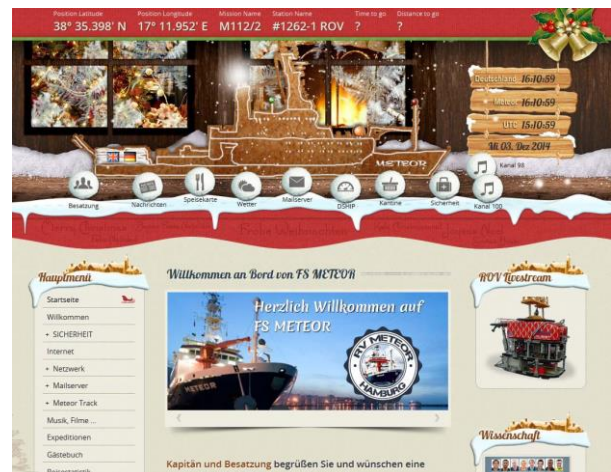 Position Latitude Position Longitude Mission Name Station Name Time to go Distance to go
38° 35.398' N 17° 11.952' E M112/2 #1262-1 ROV ? ?
Deutschland 16:10:59
Meteor 16:10:59
UTC 15:10:59
Mi 03. Dez 2014
METEOR
Kanal 98
Besatzung Nachrichten Speisekarte Wetter Mailserver DSHIP Kantine Sicherheit Kanal 100
Frohe Weihnachten
Hauptmenü
Startseite
Willkommen
+ SICHERHEIT
Internet
+ Netzwerk
+ Mailserver
+ Meteor Track
Musik, Filme ...
Expeditionen
Gästebuch
Willkommen an Bord von FS METEOR
Herzlich Willkommen auf
FS METEOR
METEOR
RV METEOR
HAMBURG
Kapitän und Besatzung begrüßen Sie und wünschen eine
ROV Livestream
Wissenschaft